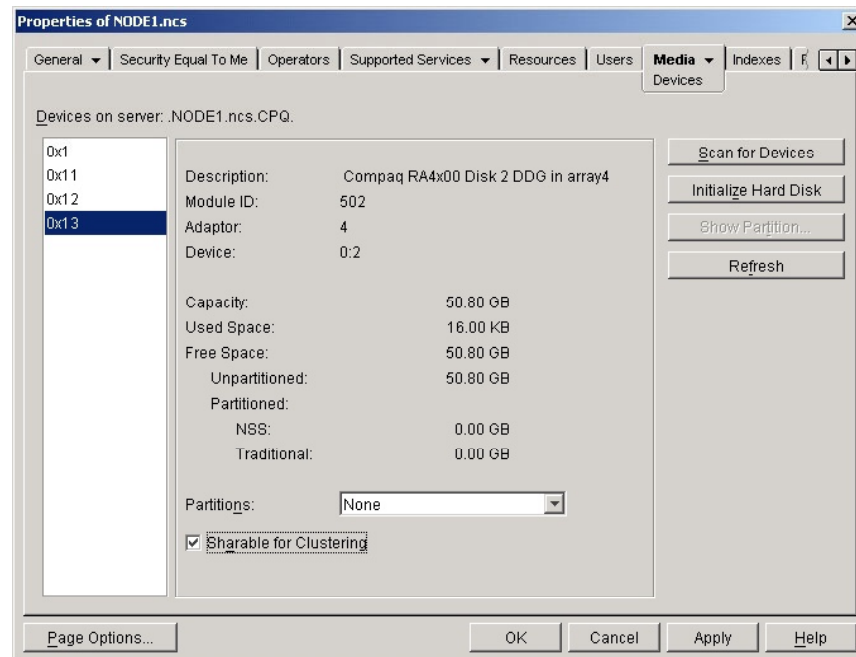 Properties of NODE1.ncs
General Security Equal To Me Operators Supported Services Resources Users Media Indexes
Devices
Devices on server: .NODE1.ncs.CPQ.
0x1
0x11
0x12
0x13
Description: Compaq RA4x00 Disk 2 DDG in array4
Module ID: 502
Adaptor: 4
Device: 0:2
Capacity: 50.80 GB
Used Space: 16.00 KB
Free Space: 50.80 GB
Unpartitioned: 50.80 GB
Partitioned:
NSS: 0.00 GB
Traditional: 0.00 GB
Partitions: None
Sharable for Clustering
Scan for Devices
Initialize Hard Disk
Show Partition...
Refresh
Page Options... OK Cancel Apply Help